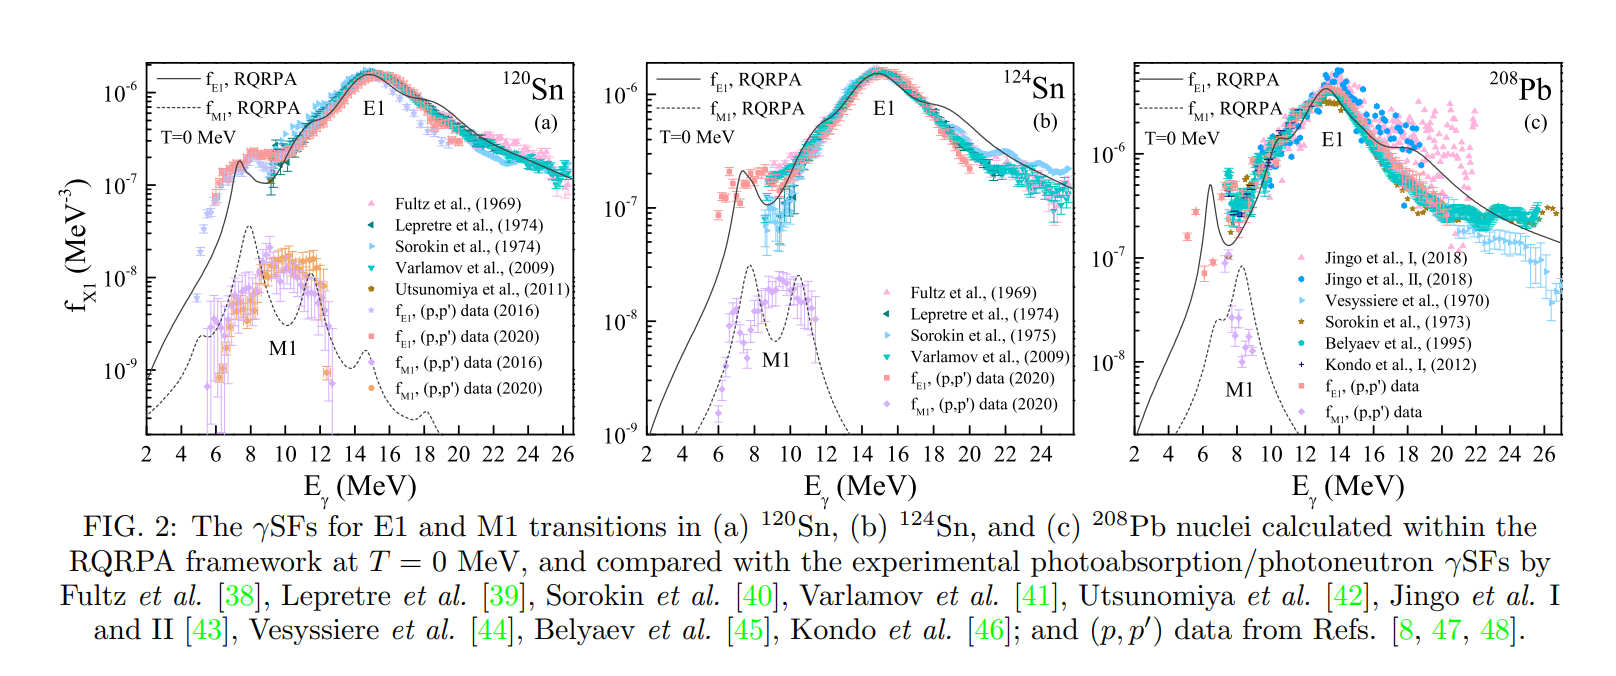 f_E1, RQRPA
f_M1, RQRPA
T=0 MeV
120Sn
(a)
E1
M1
Fultz et al., (1969)
Lepretre et al., (1974)
Sorokin et al., (1974)
Varlamov et al., (2009)
Utsunomiya et al., (2011)
f_E1, (p,p') data (2016)
f_E1, (p,p') data (2020)
f_M1, (p,p') data (2016)
f_M1, (p,p') data (2020)
10^-6
10^-7
10^-8
10^-9
f_X1 (MeV^-3)
2 4 6 8 10 12 14 16 18 20 22 24 26
E_γ (MeV)
f_E1, RQRPA
f_M1, RQRPA
T=0 MeV
124Sn
(b)
E1
M1
Fultz et al., (1969)
Lepretre et al., (1974)
Sorokin et al., (1975)
Varlamov et al., (2009)
f_E1, (p,p') data (2020)
f_M1, (p,p') data (2020)
10^-6
10^-7
10^-8
10^-9
2 4 6 8 10 12 14 16 18 20 22 24
E_γ (MeV)
f_E1, RQRPA
f_M1, RQRPA
T=0 MeV
208Pb
(c)
E1
M1
Jingo et al., I, (2018)
Jingo et al., II, (2018)
Vesyssiere et al., (1970)
Sorokin et al., (1973)
Belyaev et al., (1995)
Kondo et al., I, (2012)
f_E1, (p,p') data
f_M1, (p,p') data
10^-6
10^-7
10^-8
2 4 6 8 10 12 14 16 18 20 22 24 26
E_γ (MeV)
FIG. 2: The γSFs for E1 and M1 transitions in (a) 120Sn, (b) 124Sn, and (c) 208Pb nuclei calculated within the
RQRPA framework at T = 0 MeV, and compared with the experimental photoabsorption/photoneutron γSFs by
Fultz et al. [38], Lepretre et al. [39], Sorokin et al. [40], Varlamov et al. [41], Utsunomiya et al. [42], Jingo et al. I
and II [43], Vesyssiere et al. [44], Belyaev et al. [45], Kondo et al. [46]; and (p, p′) data from Refs. [8, 47, 48].